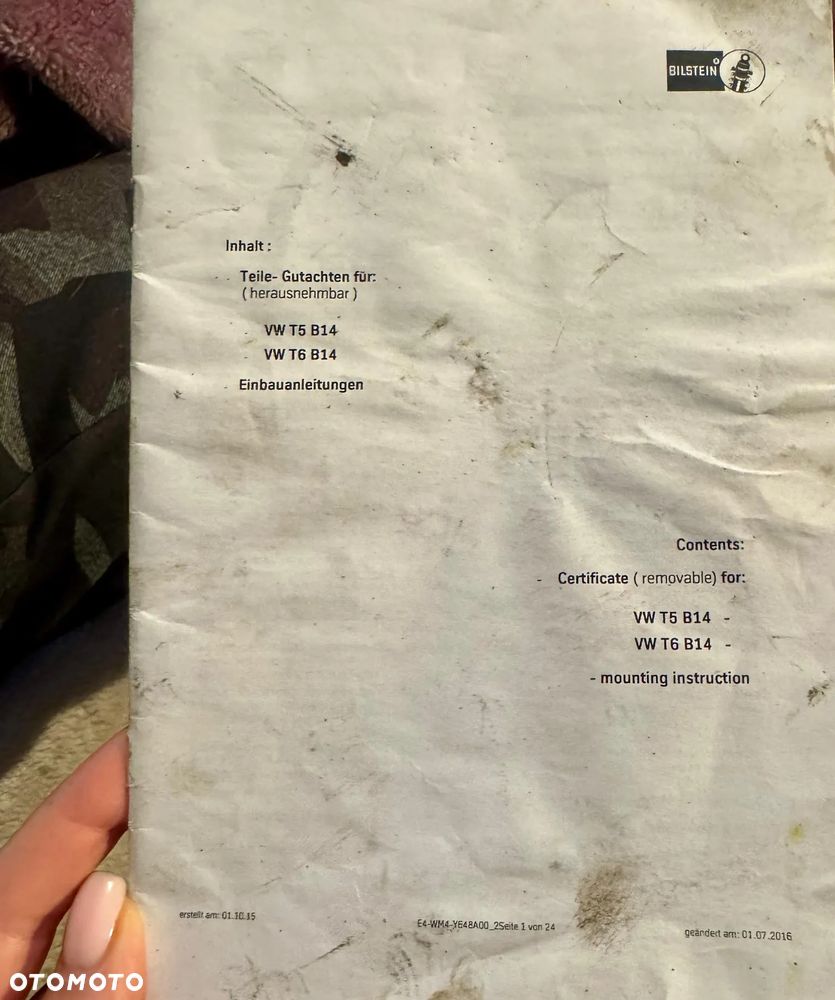 BILSTEIN
Inhalt :
- Teile- Gutachten für:
( herausnehmbar )
- VW T5 B14
- VW T6 B14
- Einbauanleitungen
Contents:
- Certificate ( removable) for:
VW T5 B14 -
VW T6 B14 -
- mounting instruction
erstellt am: 01.10.15
E4-WM4-Y648A00_2Seite 1 von 24
geändert am: 01.07.2016
OTOMOTO